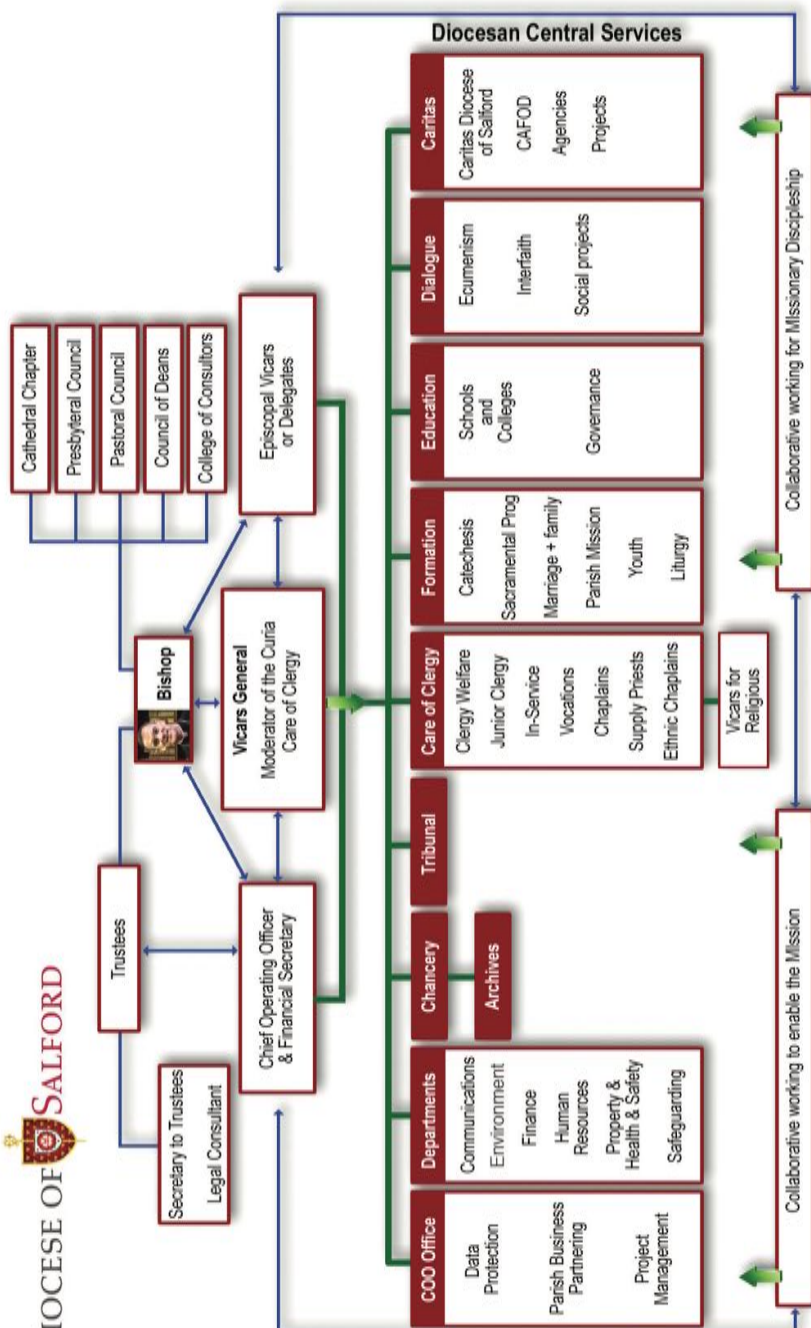 IOCESE OF SALFORD
Secretary to Trustees
Legal Consultant
Trustees
Bishop
Cathedral Chapter
Presbyteral Council
Pastoral Council
Council of Deans
College of Consultors
Chief Operating Officer
& Financial Secretary
Vicars General
Moderator of the Curia
Care of Clergy
Episcopal Vicars
or Delegates
Diocesan Central Services
COO Office
Data
Protection
Parish Business
Partnering
Project
Management
Departments
Communications
Environment
Finance
Human
Resources
Property &
Health & Safety
Safeguarding
Chancery
Archives
Tribunal
Care of Clergy
Clergy Welfare
Junior Clergy
In-Service
Vocations
Chaplains
Supply Priests
Ethnic Chaplains
Vicars for
Religious
Formation
Catechesis
Sacramental Prog
Marriage + family
Parish Mission
Youth
Liturgy
Education
Schools
and
Colleges
Governance
Dialogue
Ecumenism
Interfaith
Social projects
Caritas
Caritas Diocese
of Salford
CAFOD
Agencies
Projects
Collaborative working to enable the MIssion
Collaborative working for MIssionary Discipleship